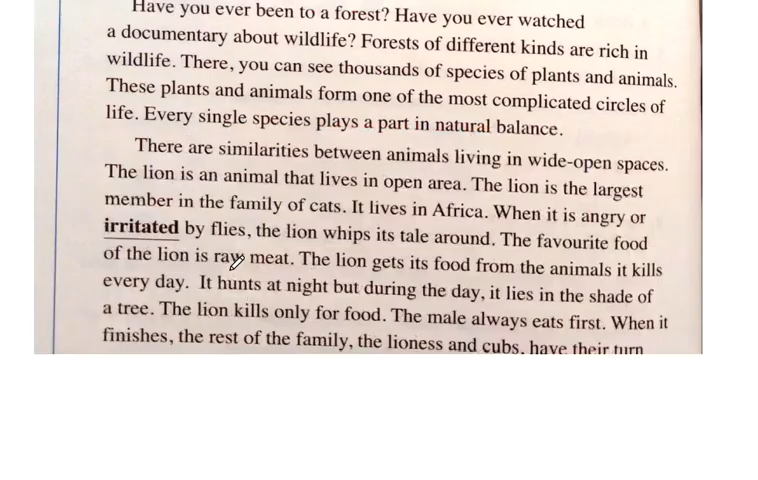 Have you ever been to a forest? Have you ever watched
a documentary about wildlife? Forests of different kinds are rich in
wildlife. There, you can see thousands of species of plants and animals.
These plants and animals form one of the most complicated circles of
life. Every single species plays a part in natural balance.
There are similarities between animals living in wide-open spaces.
The lion is an animal that lives in open area. The lion is the largest
member in the family of cats. It lives in Africa. When it is angry or
irritated by flies, the lion whips its tale around. The favourite food
of the lion is raw meat. The lion gets its food from the animals it kills
every day. It hunts at night but during the day, it lies in the shade of
a tree. The lion kills only for food. The male always eats first. When it
finishes, the rest of the family, the lioness and cubs, have their turn